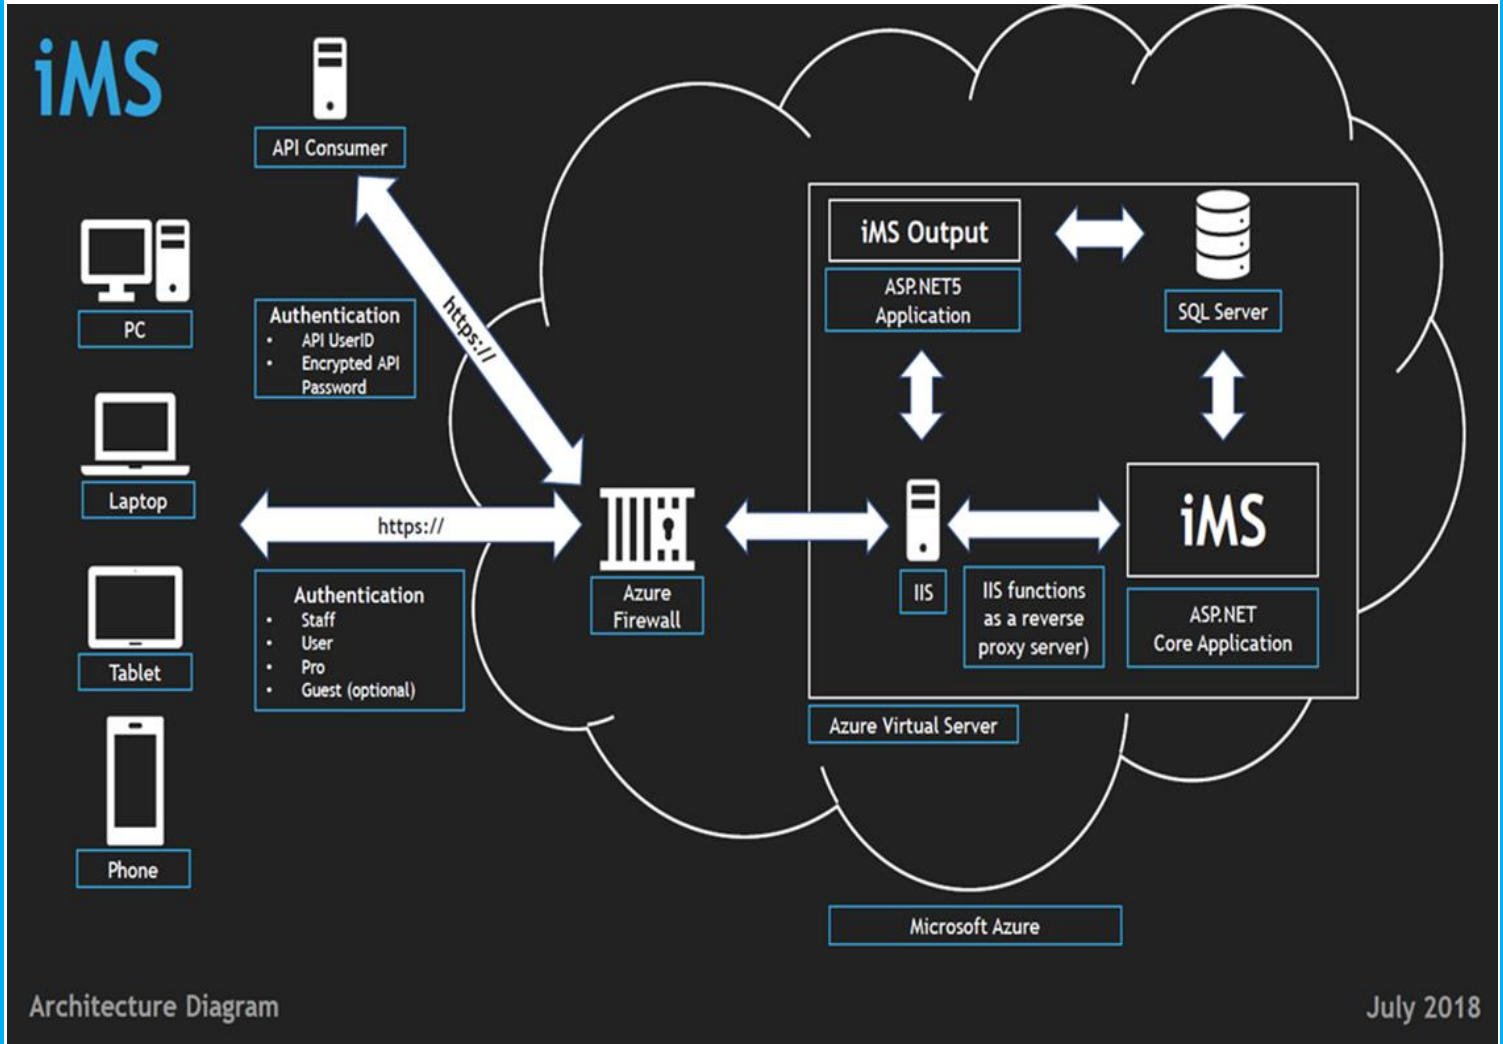 iMS
API Consumer
PC
Authentication
• API UserID
• Encrypted API
Password
https://
Laptop
https://
Authentication
• Staff
• User
• Pro
• Guest (optional)
Tablet
Phone
Azure
Firewall
iMS Output
ASP.NET5
Application
SQL Server
IIS
IIS functions
as a reverse
proxy server)
iMS
ASP.NET
Core Application
Azure Virtual Server
Microsoft Azure
Architecture Diagram
July 2018